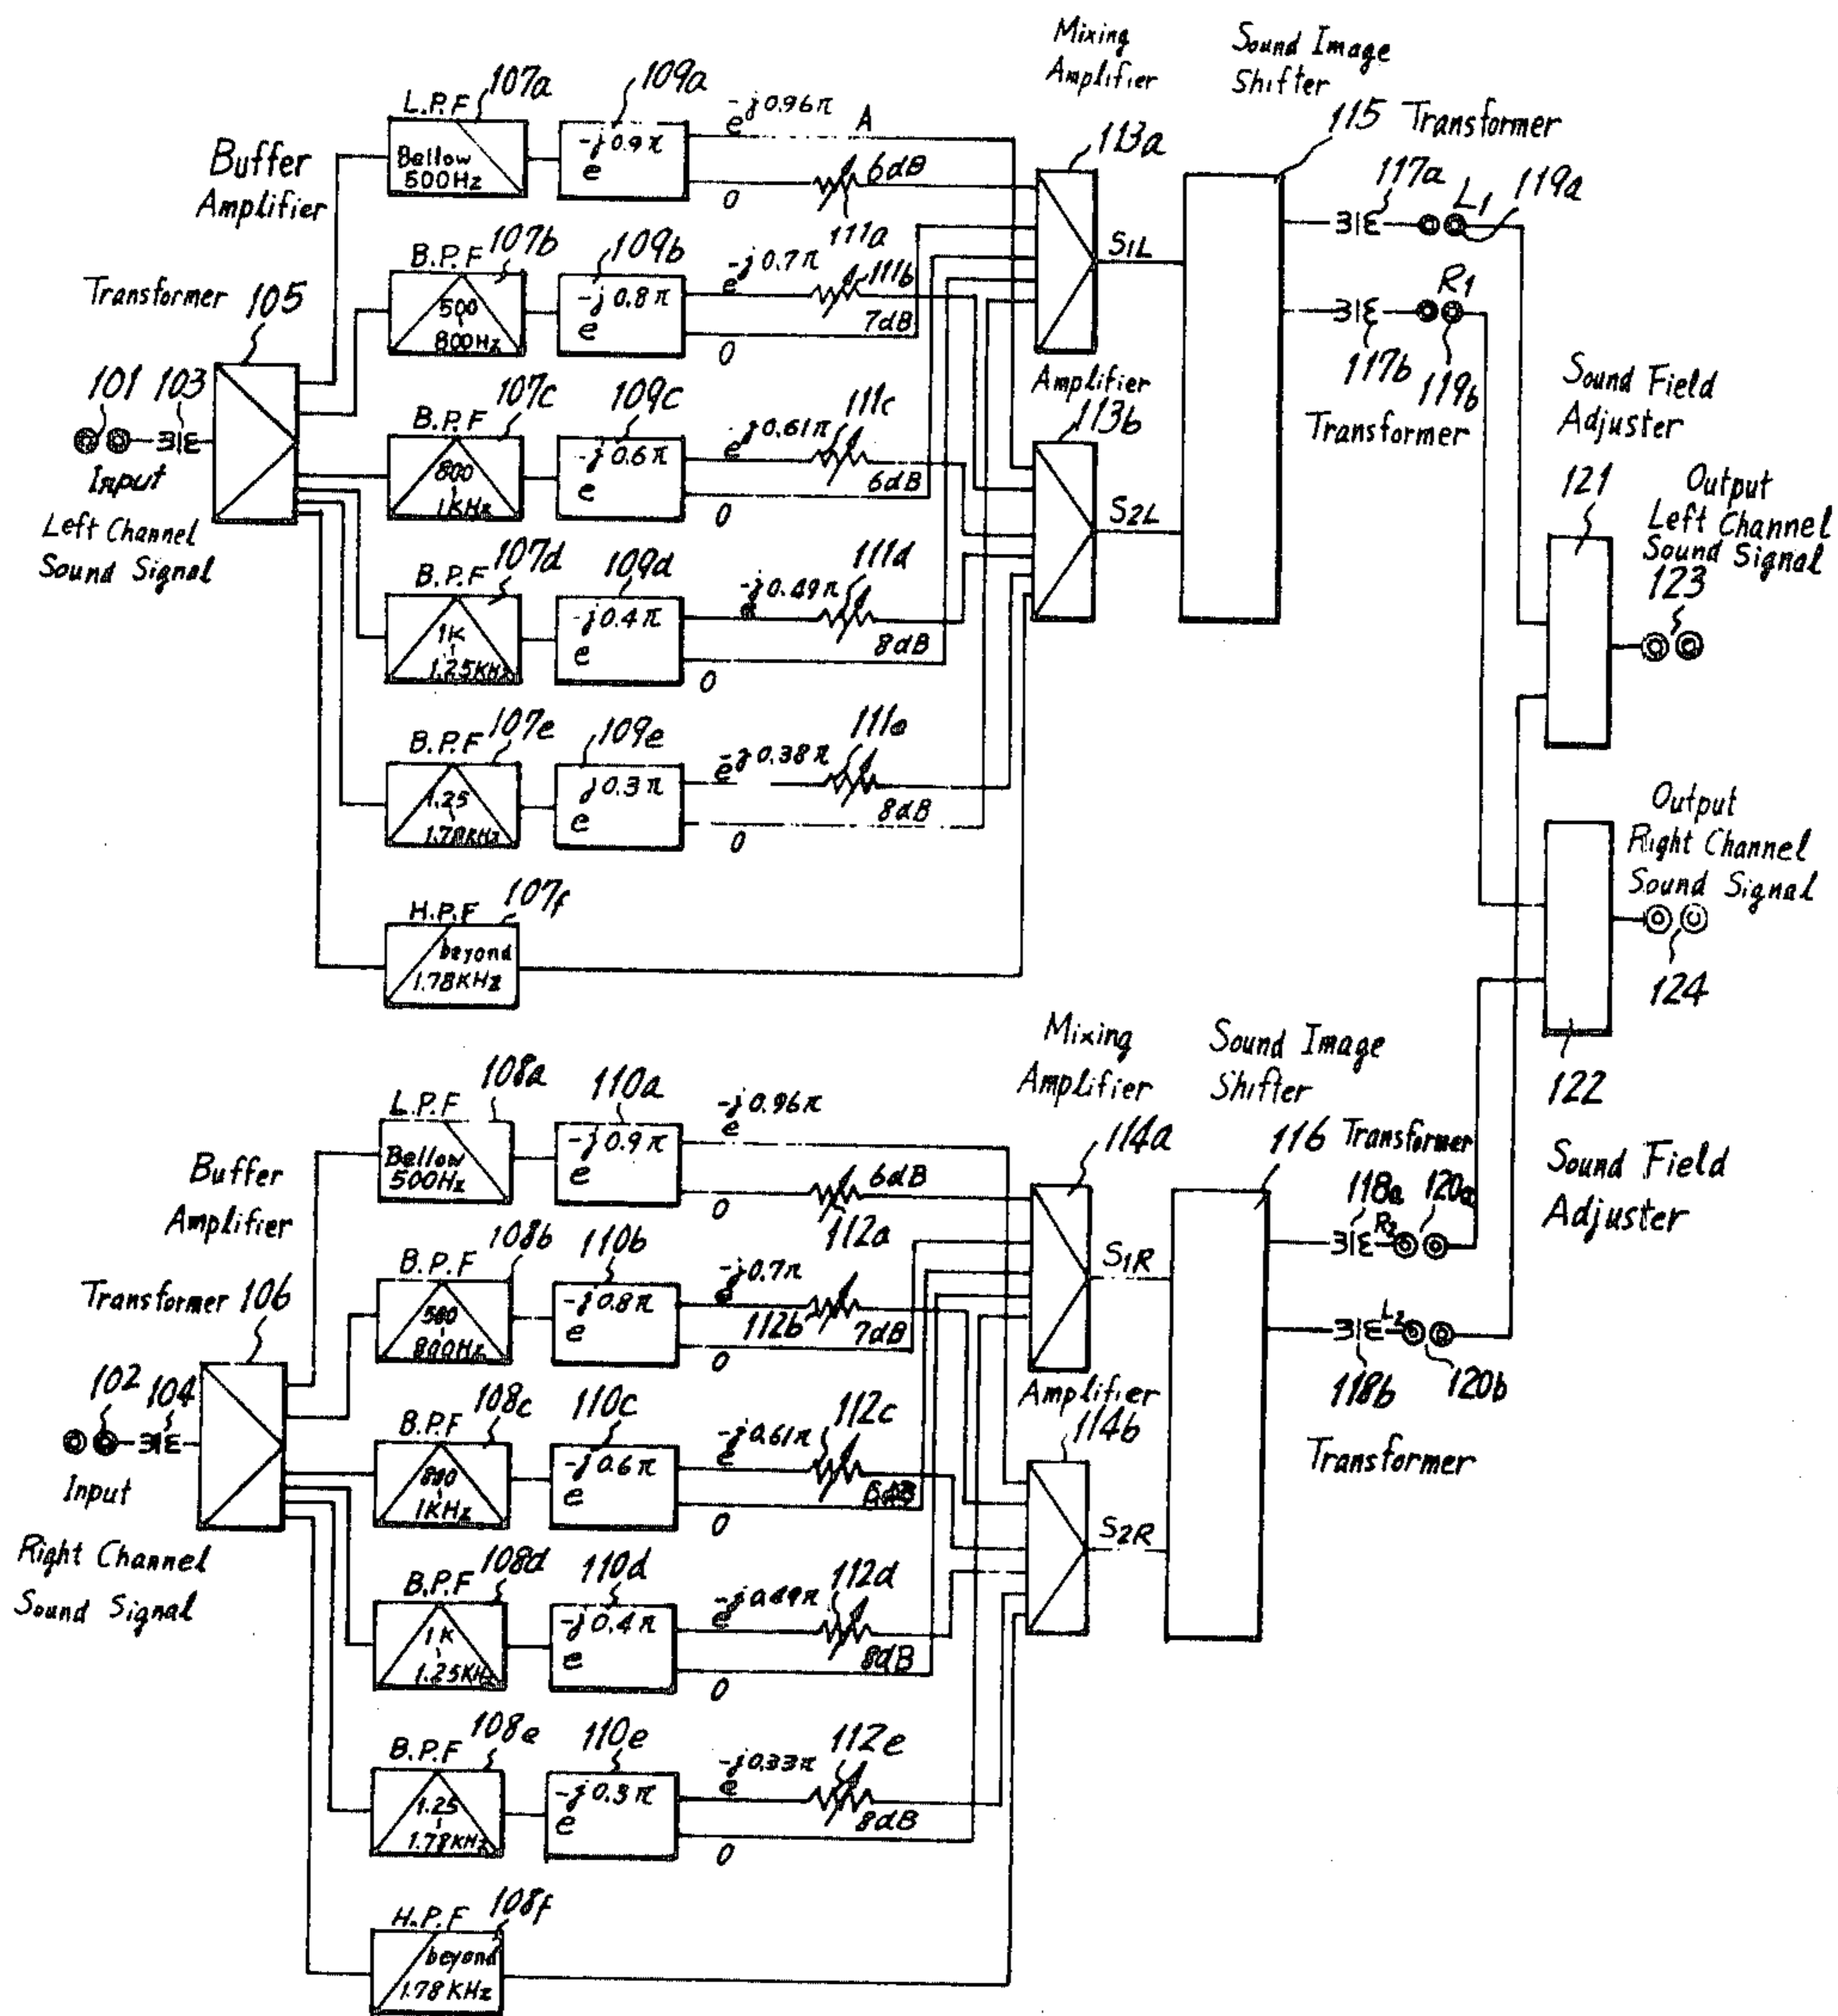 Mixing
Amplifier
Sound Image
Shifter
115 Transformer
113a
117a
L1
119a
107a
L.P.F
Bellow
500Hz
109a
-j0.9π
e
-j0.96π
e
A
6dB
0
111a
Buffer
Amplifier
107b
B.P.F
500
800Hz
109b
-j0.8π
e
-j0.7π
e
111b
7dB
0
S1L
R1
117b
119b
Transformer
Transformer 105
101
103
Input
Left Channel
Sound Signal
107c
B.P.F
800
1KHz
109c
-j0.6π
e
-j0.61π
e
111c
6dB
0
Amplifier
113b
S2L
Sound Field
Adjuster
121
Output
Left Channel
Sound Signal
123
107d
B.P.F
1K
1.25KHz
109d
-j0.4π
e
-j0.49π
e
111d
8dB
0
107e
B.P.F
1.25
1.78KHz
109e
j0.3π
e
-j0.38π
e
111e
8dB
0
Output
Right Channel
Sound Signal
124
122
Sound Field
Adjuster
107f
H.P.F
beyond
1.78KHz
Mixing
Amplifier
114a
Sound Image
Shifter
116 Transformer
118a
R2
120a
108a
L.P.F
Bellow
500Hz
110a
-j0.9π
e
-j0.96π
e
6dB
0
112a
Buffer
Amplifier
108b
B.P.F
500
800Hz
110b
-j0.8π
e
-j0.7π
e
112b
7dB
0
S1R
L2
118b
120b
Transformer
Transformer 106
102
104
Input
Right Channel
Sound Signal
108c
B.P.F
800
1KHz
110c
-j0.6π
e
-j0.61π
e
112c
6dB
0
Amplifier
114b
S2R
108d
B.P.F
1K
1.25KHz
110d
-j0.4π
e
-j0.49π
e
112d
8dB
0
108e
B.P.F
1.25
1.78KHz
110e
-j0.3π
e
-j0.33π
e
112e
8dB
0
108f
H.P.F
beyond
1.78KHz